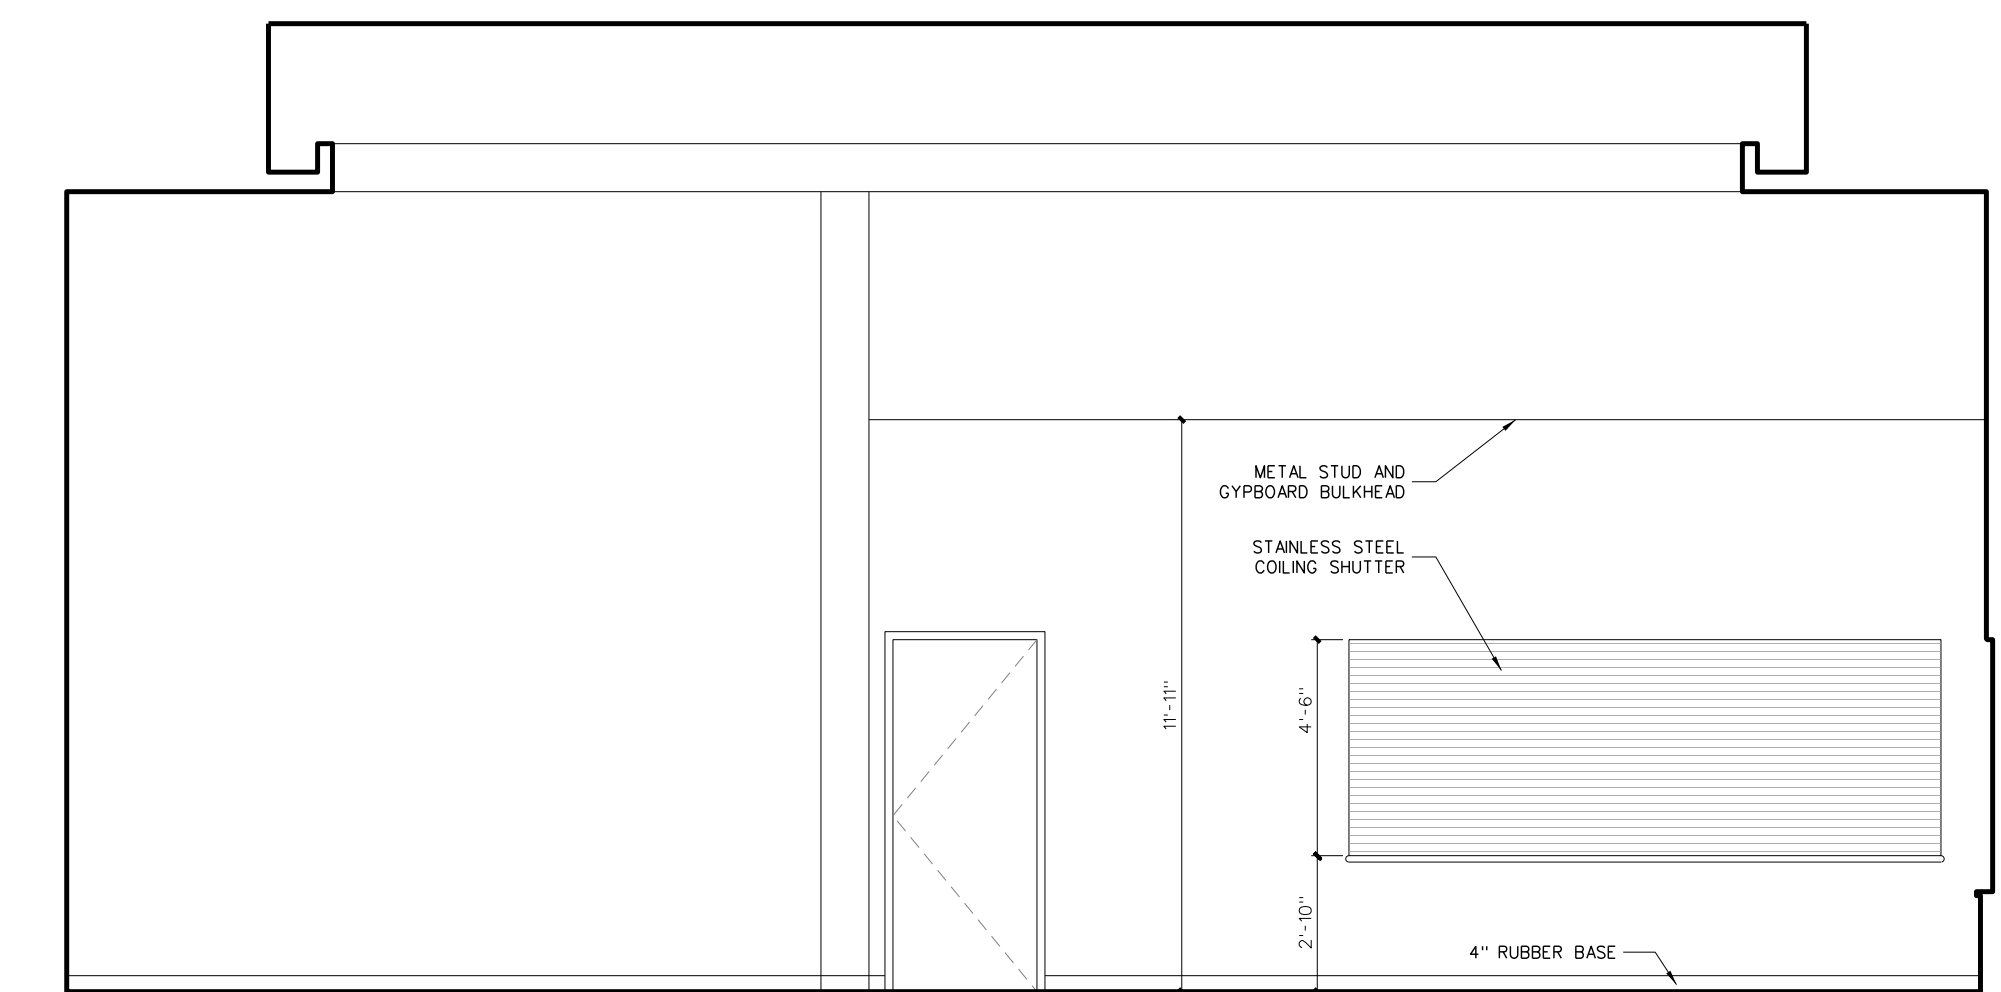 METAL STUD AND
GYPBOARD BULKHEAD
STAINLESS STEEL
COILING SHUTTER
11'-11"
4'-6"
2'-10"
4" RUBBER BASE